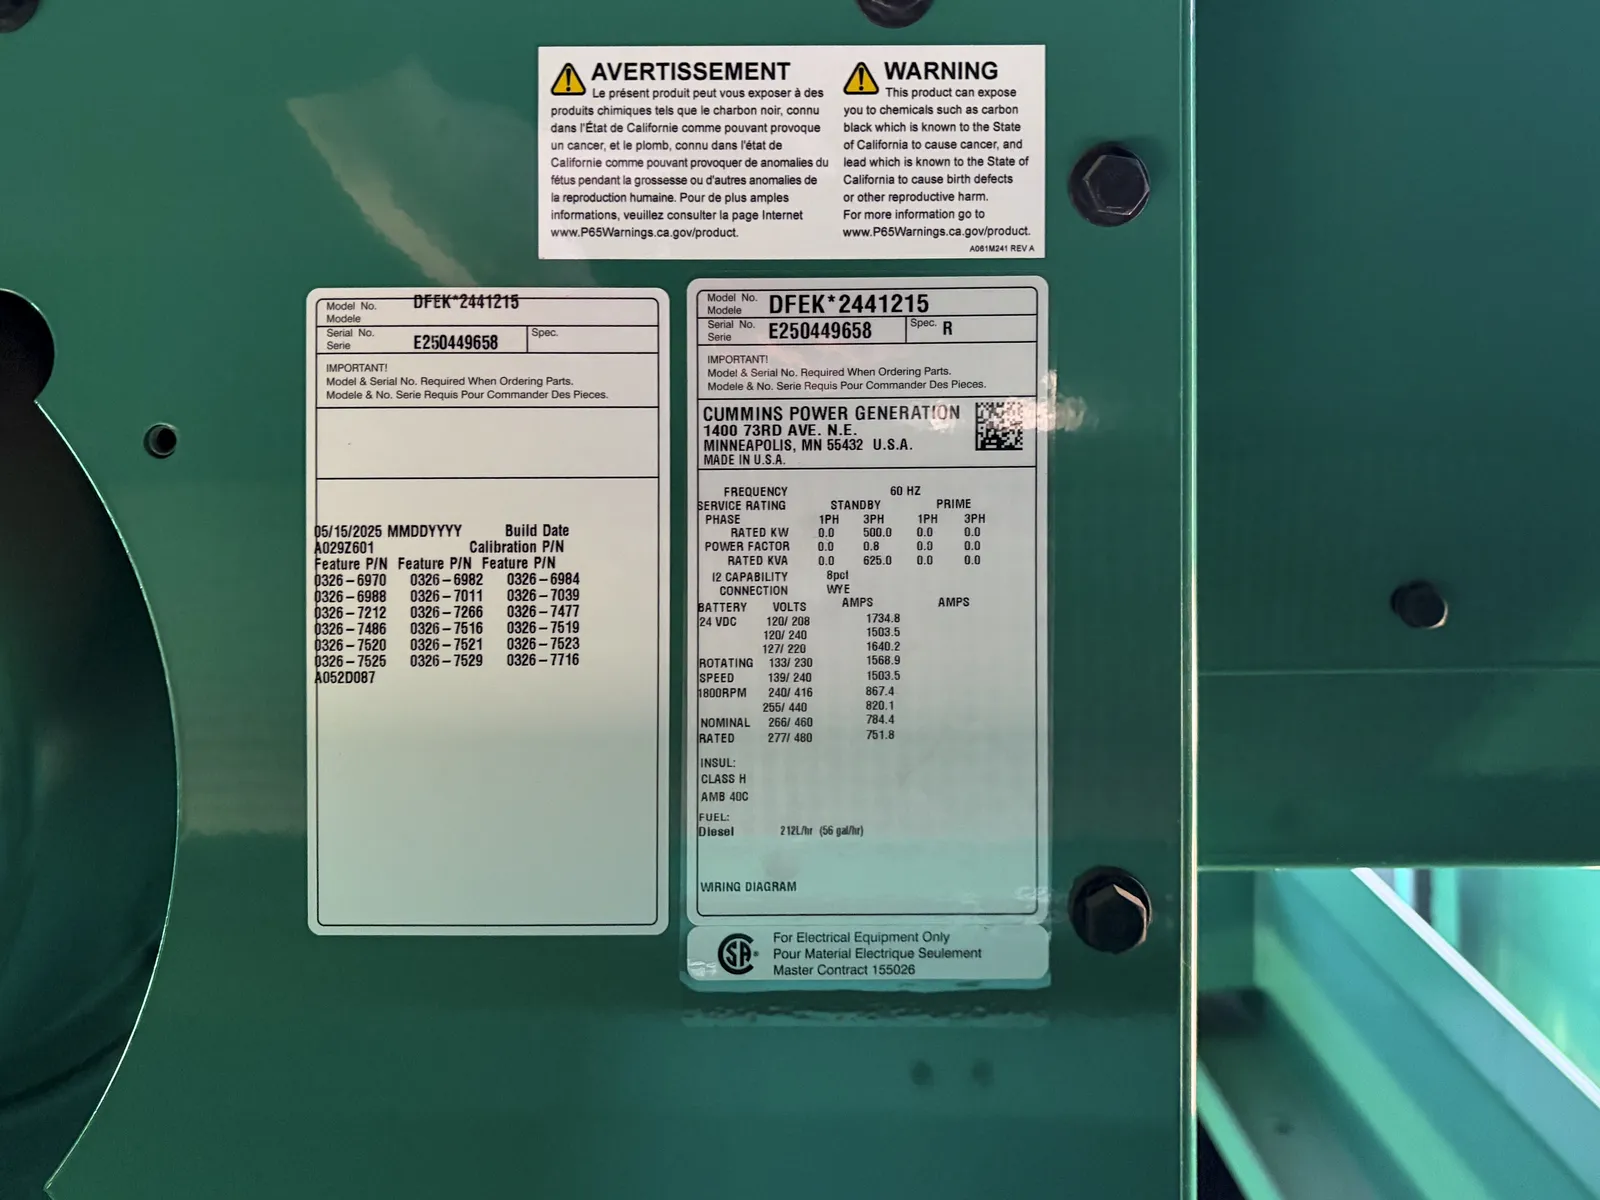 AVERTISSEMENT
Le présent produit peut vous exposer à des
produits chimiques tels que le charbon noir, connu
dans l'État de Californie comme pouvant provoque
un cancer, et le plomb, connu dans l'état de
Californie comme pouvant provoquer de anomalies du
fétus pendant la grossesse ou d'autres anomalies de
la reproduction humaine. Pour de plus amples
informations, veuillez consulter la page Internet
www.P65Warnings.ca.gov/product.
WARNING
This product can expose
you to chemicals such as carbon
black which is known to the State
of California to cause cancer, and
lead which is known to the State of
California to cause birth defects
or other reproductive harm.
For more information go to
www.P65Warnings.ca.gov/product.
A061M241 REV A
Model No. DFEK*2441215
Modele
Serial No. E250449658 Spec.
Serie
IMPORTANT!
Model & Serial No. Required When Ordering Parts.
Modele & No. Serie Requis Pour Commander Des Pieces.
05/15/2025 MMDDYYYY Build Date
A029Z601 Calibration P/N
Feature P/N Feature P/N Feature P/N
0326-6970 0326-6982 0326-6984
0326-6988 0326-7011 0326-7039
0326-7212 0326-7266 0326-7477
0326-7486 0326-7516 0326-7519
0326-7520 0326-7521 0326-7523
0326-7525 0326-7529 0326-7716
A052D087
Model No. DFEK*2441215
Modele
Serial No. E250449658 Spec. R
Serie
IMPORTANT!
Model & Serial No. Required When Ordering Parts.
Modele & No. Serie Requis Pour Commander Des Pieces.
CUMMINS POWER GENERATION
1400 73RD AVE. N.E.
MINNEAPOLIS, MN 55432 U.S.A.
MADE IN U.S.A.
FREQUENCY 60 HZ
SERVICE RATING STANDBY PRIME
PHASE 1PH 3PH 1PH 3PH
RATED KW 0.0 500.0 0.0 0.0
POWER FACTOR 0.0 0.8 0.0 0.0
RATED KVA 0.0 625.0 0.0 0.0
I2 CAPABILITY 8pct
CONNECTION WYE
BATTERY VOLTS AMPS AMPS
24 VDC 120/ 208 1734.8
120/ 240 1503.5
127/ 220 1640.2
ROTATING 133/ 230 1568.9
SPEED 139/ 240 1503.5
1800RPM 240/ 416 867.4
255/ 440 820.1
NOMINAL 266/ 460 784.4
RATED 277/ 480 751.8
INSUL:
CLASS H
AMB 40C
FUEL:
Diesel 212L/hr (56 gal/hr)
WIRING DIAGRAM
SA
For Electrical Equipment Only
Pour Material Electrique Seulement
Master Contract 155026